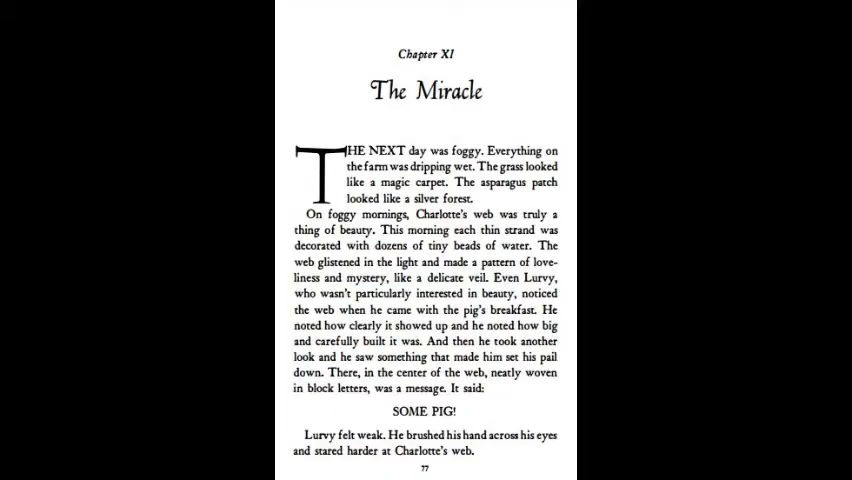 Chapter XI
The Miracle
THE NEXT day was foggy. Everything on
the farm was dripping wet. The grass looked
like a magic carpet. The asparagus patch
looked like a silver forest.
On foggy mornings, Charlotte's web was truly a
thing of beauty. This morning each thin strand was
decorated with dozens of tiny beads of water. The
web glistened in the light and made a pattern of love-
liness and mystery, like a delicate veil. Even Lurvy,
who wasn't particularly interested in beauty, noticed
the web when he came with the pig's breakfast. He
noted how clearly it showed up and he noted how big
and carefully built it was. And then he took another
look and he saw something that made him set his pail
down. There, in the center of the web, neatly woven
in block letters, was a message. It said:
SOME PIG!
Lurvy felt weak. He brushed his hand across his eyes
and stared harder at Charlotte's web.
77